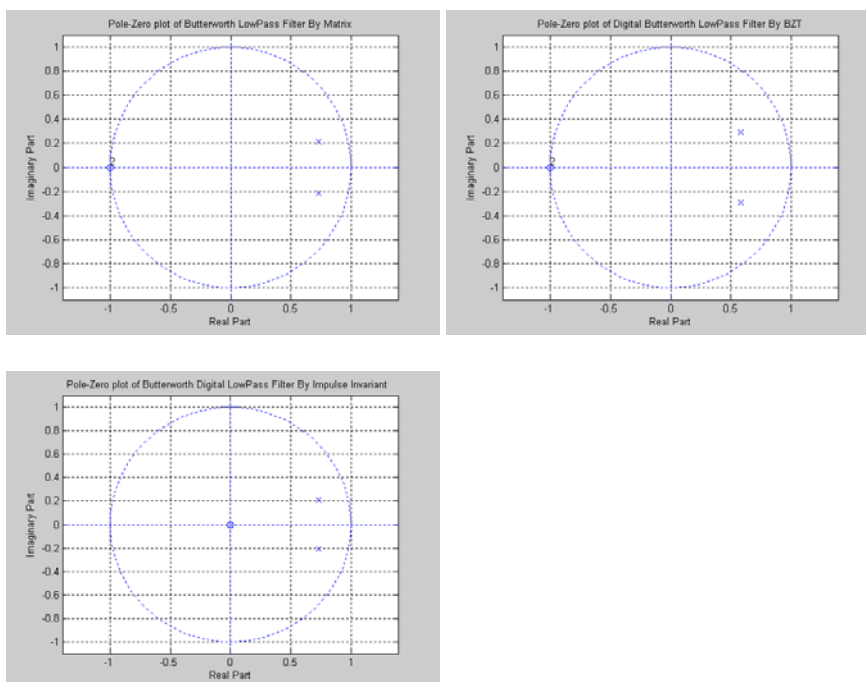 Pole-Zero plot of Butterworth LowPass Filter By Matrix
1
0.8
0.6
0.4
0.2
0
-0.2
-0.4
-0.6
-0.8
-1
Imaginary Part
2
-1 -0.5 0 0.5 1
Real Part
Pole-Zero plot of Digital Butterworth LowPass Filter By BZT
1
0.8
0.6
0.4
0.2
0
-0.2
-0.4
-0.6
-0.8
-1
Imaginary Part
2
-1 -0.5 0 0.5 1
Real Part
Pole-Zero plot of Butterworth Digital LowPass Filter By Impulse Invariant
1
0.8
0.6
0.4
0.2
0
-0.2
-0.4
-0.6
-0.8
-1
Imaginary Part
-1 -0.5 0 0.5 1
Real Part